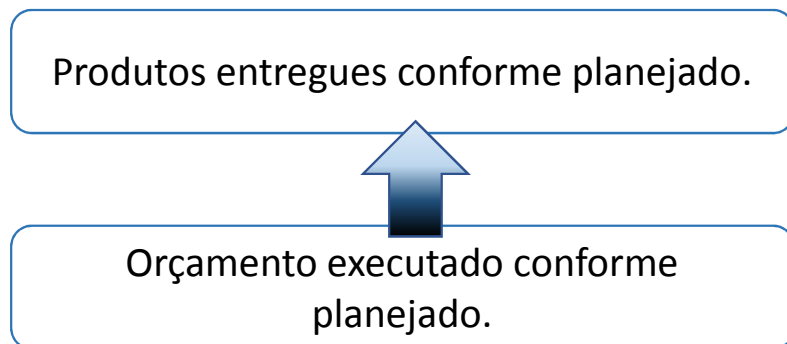 Produtos entregues conforme planejado.
Orçamento executado conforme
planejado.